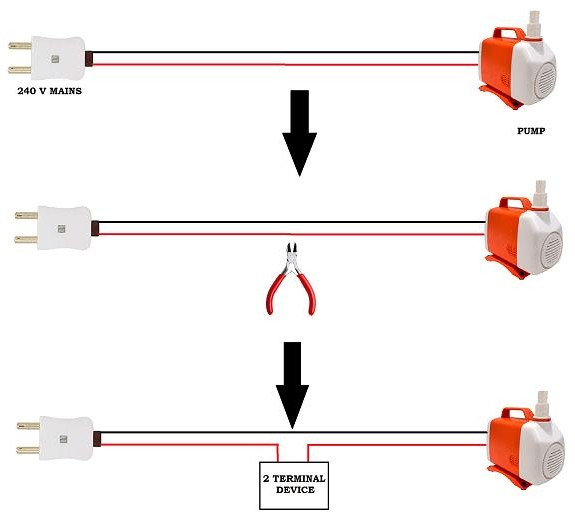 240 V MAINS
PUMP
2 TERMINAL
DEVICE